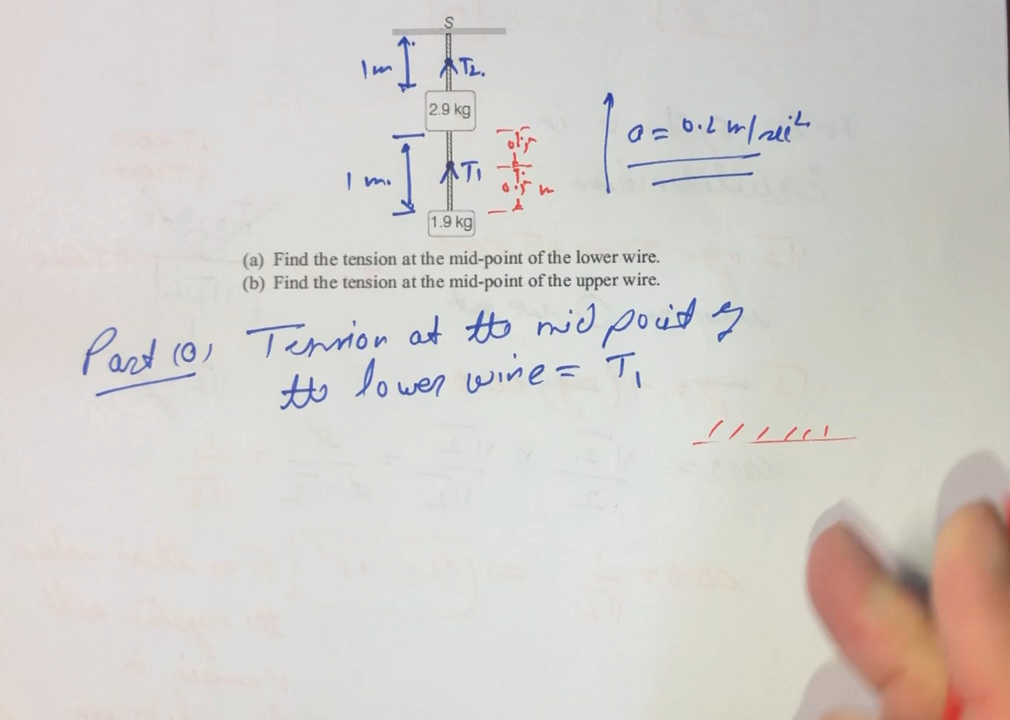 S
1m
T2.
2.9 kg
a = 0.2 m/sec²
0.5
1 m.
T1
0.5 m
1.9 kg
(a) Find the tension at the mid-point of the lower wire.
(b) Find the tension at the mid-point of the upper wire.
Part (a) Tension at the mid point of
the lower wire = T1